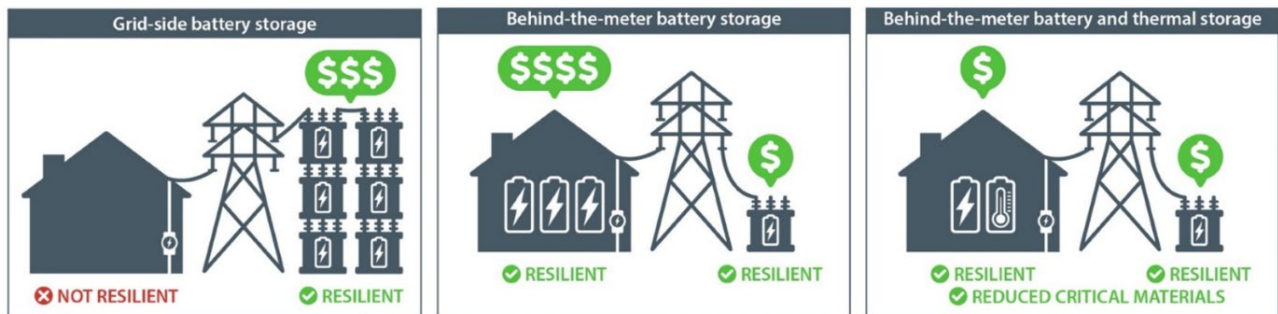 Grid-side battery storage
$$$
NOT RESILIENT
RESILIENT
Behind-the-meter battery storage
$$$$
$
RESILIENT
RESILIENT
Behind-the-meter battery and thermal storage
$
$
RESILIENT
RESILIENT
REDUCED CRITICAL MATERIALS